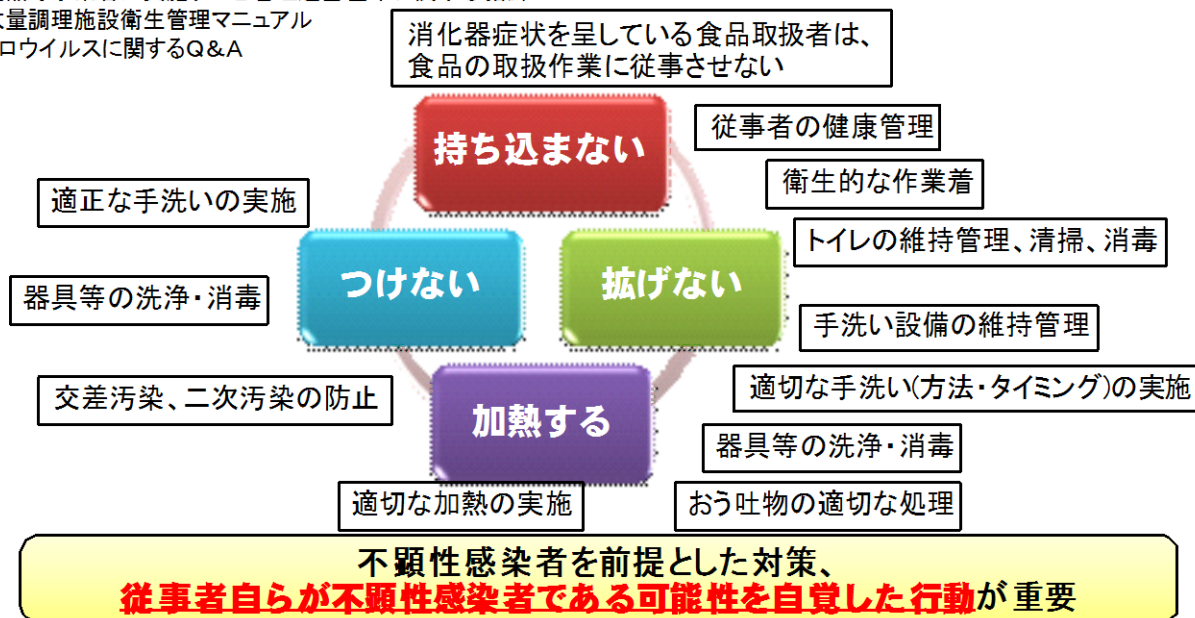 大量調理施設衛生管理マニュアル
ロウイルスに関するQ&A
消化器症状を呈している食品取扱者は、
食品の取扱作業に従事させない
持ち込まない
従事者の健康管理
衛生的な作業着
適正な手洗いの実施
トイレの維持管理、清掃、消毒
つけない
拡げない
器具等の洗浄・消毒
手洗い設備の維持管理
交差汚染、二次汚染の防止
加熱する
適切な手洗い(方法・タイミング)の実施
器具等の洗浄・消毒
適切な加熱の実施
おう吐物の適切な処理
不顕性感染者を前提とした対策、
従事者自らが不顕性感染者である可能性を自覚した行動が重要